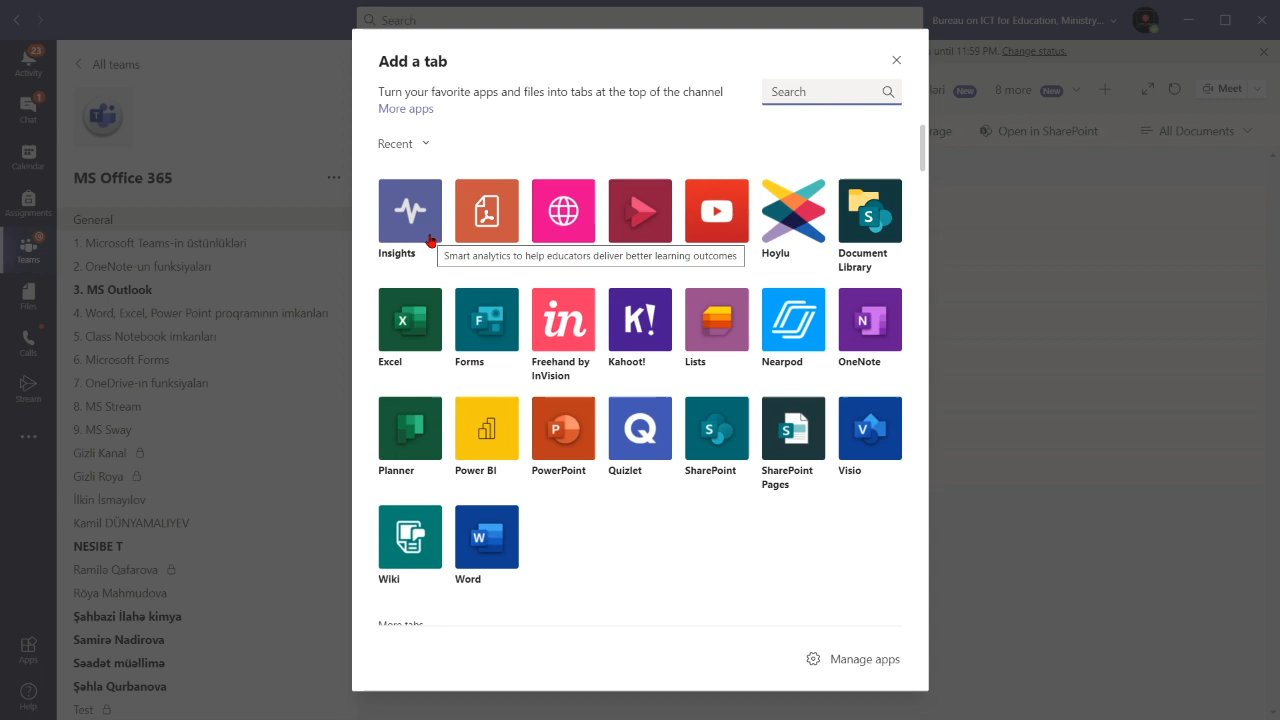 Search
Bureau on ICT for Education, Ministry...
23
Activity
1
Chat
Calendar
Assignments
Teams
Files
Calls
Stream
Apps
Help
All teams
MS Office 365
General
1. Microsoft Teams-in üstünlükləri
2. OneNote-un funksiyaları
3. MS Outlook
4. Word, Excel, Power Point proqramının imkanları
5. Class Notebook imkanları
6. Microsoft Forms
7. OneDrive-ın funksiyaları
8. MS Stream
9. MS Sway
Gizli Kanal
Gizli Roya
İlkin İsmayılov
Kamil DÜNYAMALIYEV
NESIBE T
Ramilə Qafarova
Röya Mahmudova
Şahbazi İlahə kimya
Samirə Nadirova
Səadət müəllimə
Şəhla Qurbanova
Test
until 11:59 PM. Change status.
New
8 more
New
Meet
Open in SharePoint
All Documents
Add a tab
Turn your favorite apps and files into tabs at the top of the channel
More apps
Search
Recent
Insights
Smart analytics to help educators deliver better learning outcomes
Hoylu
Document
Library
Excel
Forms
Freehand by
InVision
Kahoot!
Lists
Nearpod
OneNote
Planner
Power BI
PowerPoint
Quizlet
SharePoint
SharePoint
Pages
Visio
Wiki
Word
More tabs
Manage apps